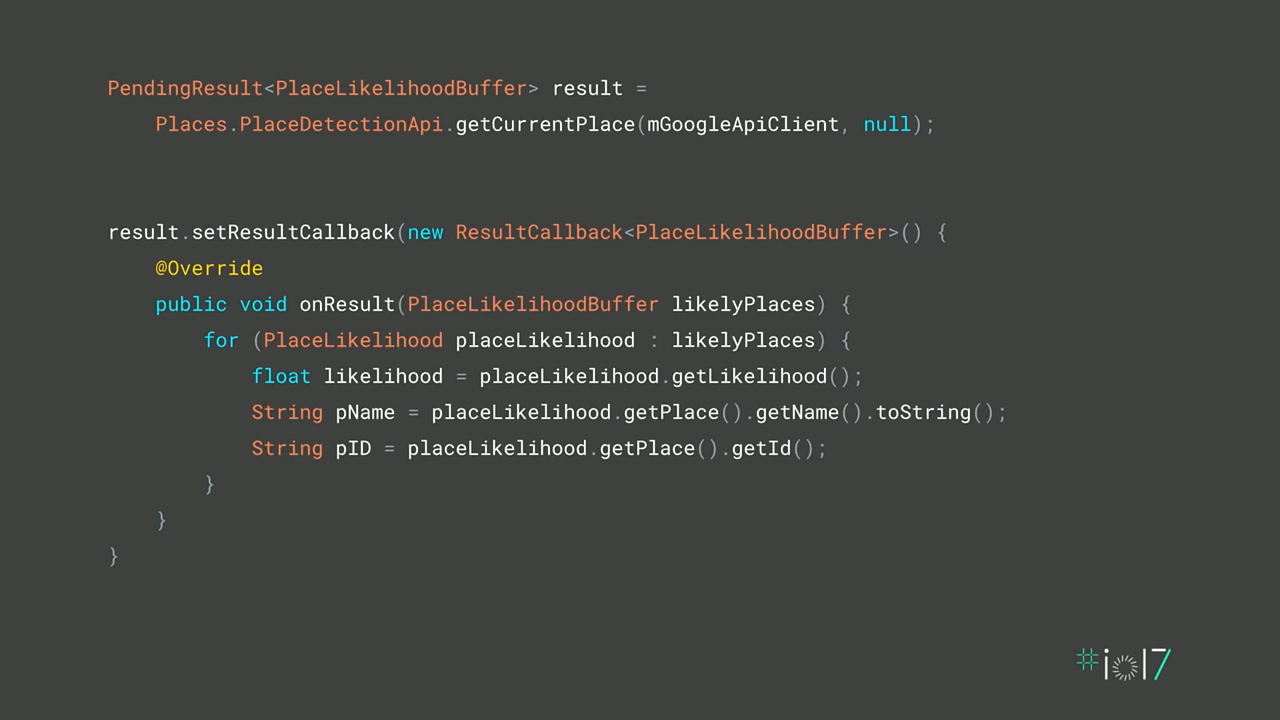 PendingResult<PlaceLikelihoodBuffer> result =
    Places.PlaceDetectionApi.getCurrentPlace(mGoogleApiClient, null);
result.setResultCallback(new ResultCallback<PlaceLikelihoodBuffer>() {
    @Override
    public void onResult(PlaceLikelihoodBuffer likelyPlaces) {
        for (PlaceLikelihood placeLikelihood : likelyPlaces) {
            float likelihood = placeLikelihood.getLikelihood();
            String pName = placeLikelihood.getPlace().getName().toString();
            String pID = placeLikelihood.getPlace().getId();
        }
    }
}
#io17